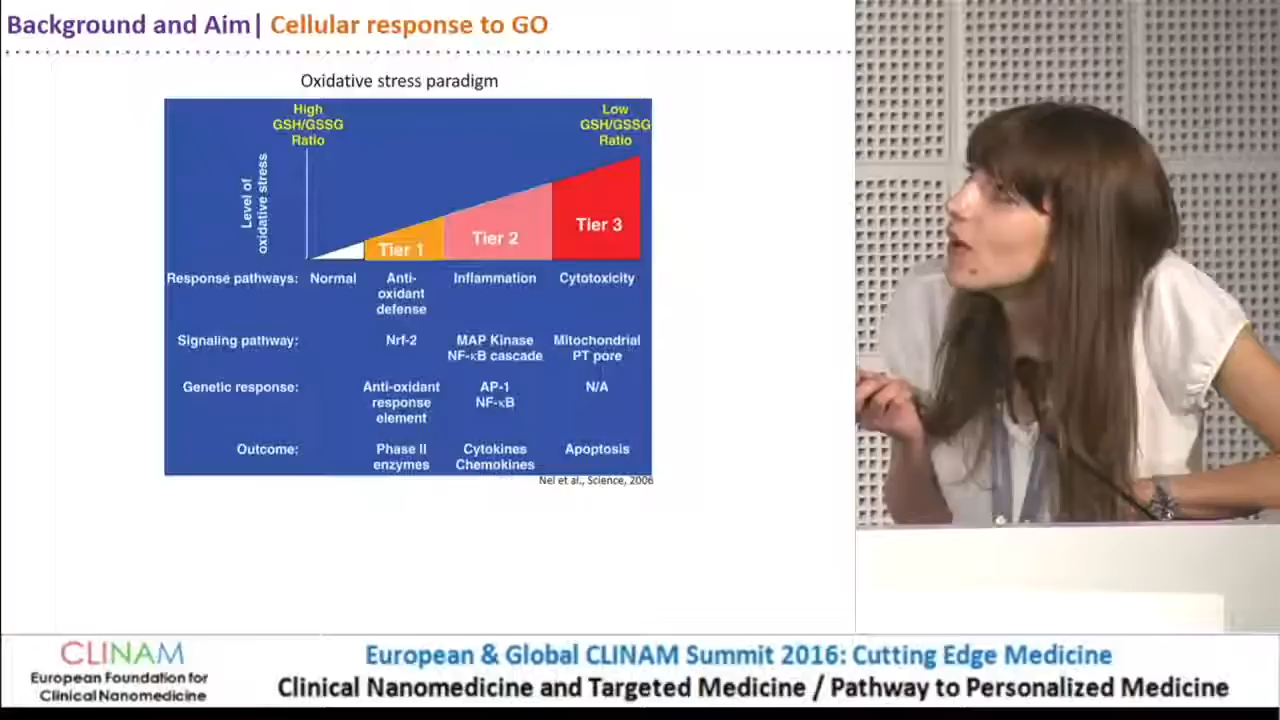 Background and Aim| Cellular response to GO
Oxidative stress paradigm
High
GSH/GSSG
Ratio
Low
GSH/GSSG
Ratio
Level of
oxidative stress
Tier 1
Tier 2
Tier 3
Response pathways: Normal Anti-
oxidant
defense Inflammation Cytotoxicity
Signaling pathway: Nrf-2 MAP Kinase
NF-κB cascade Mitochondrial
PT pore
Genetic response: Anti-oxidant
response
element AP-1
NF-κB N/A
Outcome: Phase II
enzymes Cytokines
Chemokines Apoptosis
Nel et al., Science, 2006
CLINAM
European Foundation for
Clinical Nanomedicine
European & Global CLINAM Summit 2016: Cutting Edge Medicine
Clinical Nanomedicine and Targeted Medicine / Pathway to Personalized Medicine